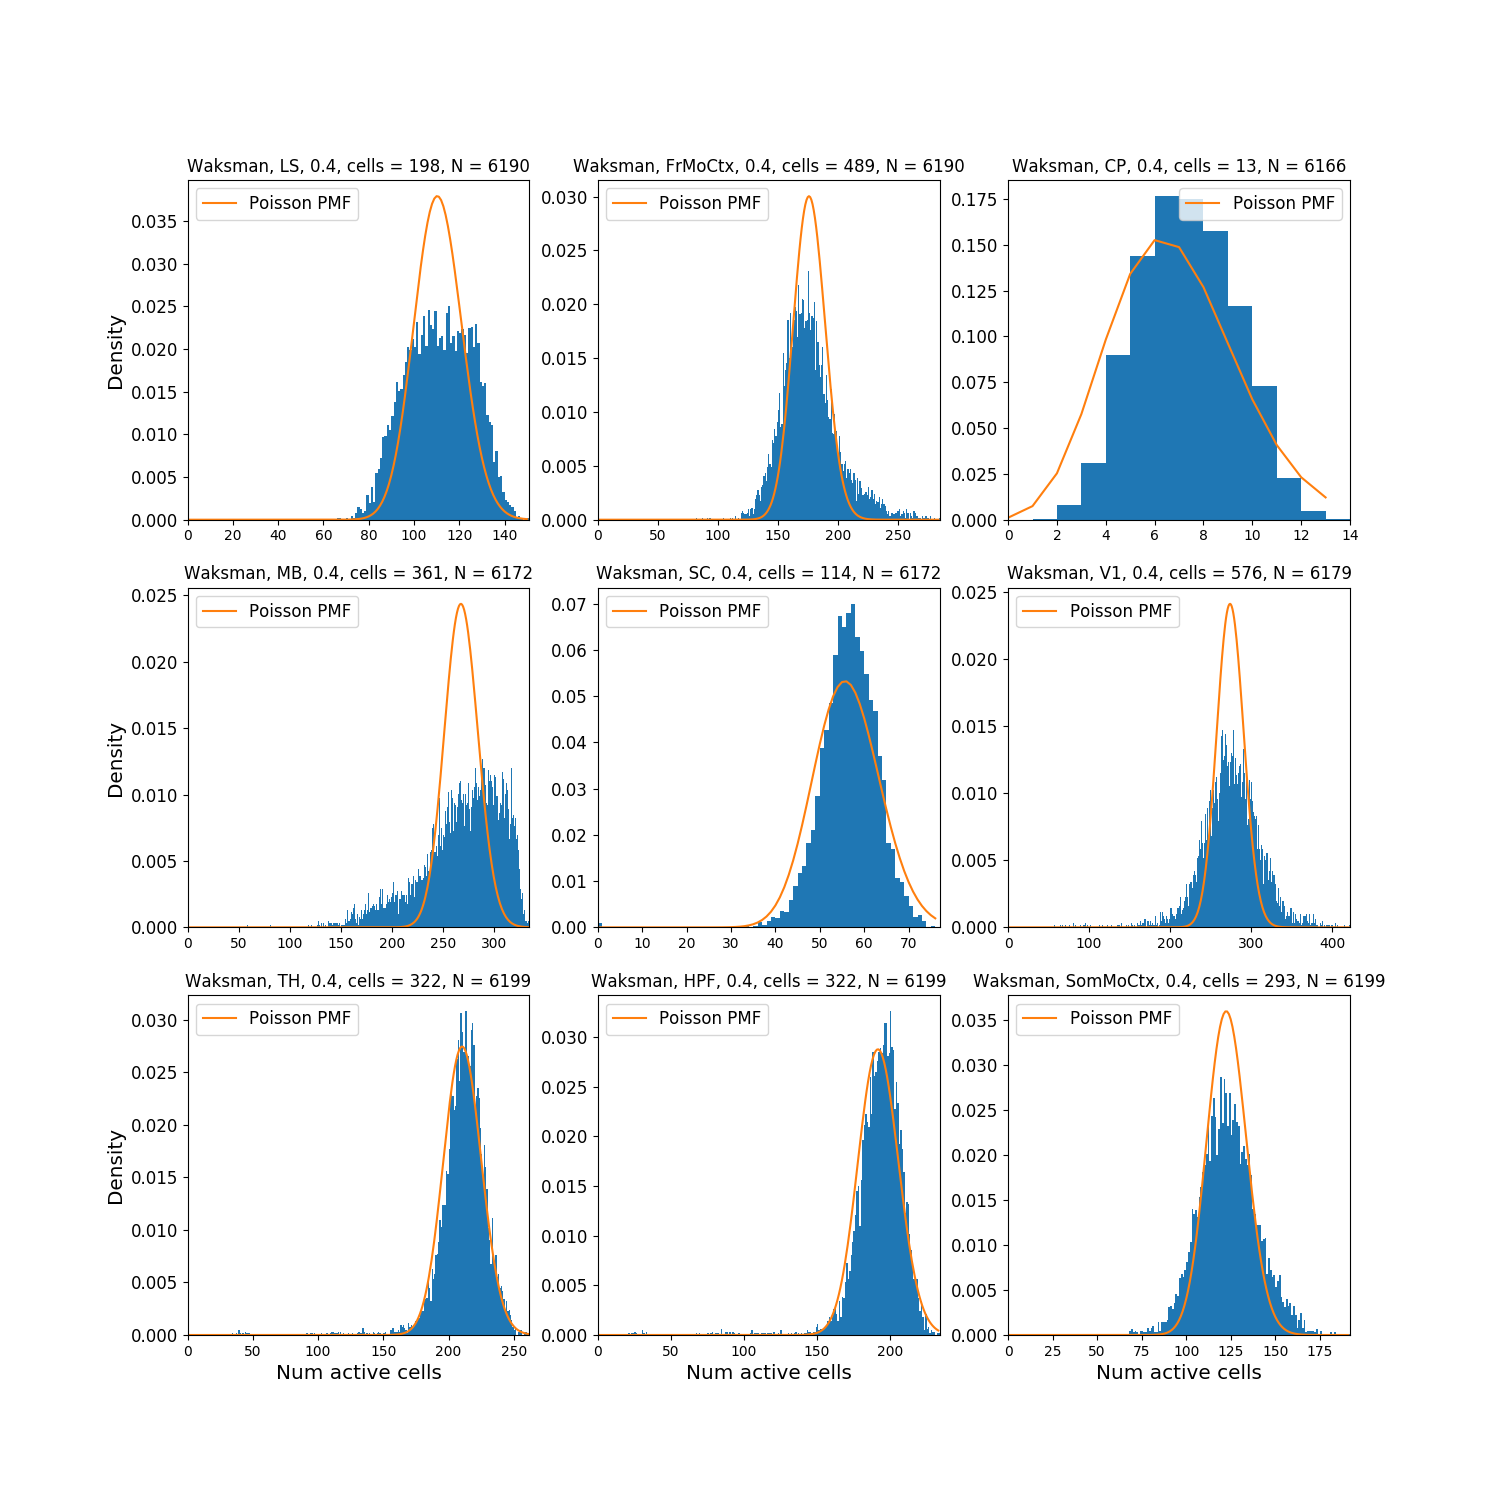 Waksman, LS, 0.4, cells = 198, N = 6190
Waksman, FrMoCtx, 0.4, cells = 489, N = 6190
Waksman, CP, 0.4, cells = 13, N = 6166
Poisson PMF
Poisson PMF
Poisson PMF
Density
0.035
0.030
0.025
0.020
0.015
0.010
0.005
0.000
0 20 40 60 80 100 120 140
0.030
0.025
0.020
0.015
0.010
0.005
0.000
0 50 100 150 200 250
0.175
0.150
0.125
0.100
0.075
0.050
0.025
0.000
0 2 4 6 8 10 12 14
Waksman, MB, 0.4, cells = 361, N = 6172
Waksman, SC, 0.4, cells = 114, N = 6172
Waksman, V1, 0.4, cells = 576, N = 6179
Poisson PMF
Poisson PMF
Poisson PMF
Density
0.025
0.020
0.015
0.010
0.005
0.000
0 50 100 150 200 250 300
0.07
0.06
0.05
0.04
0.03
0.02
0.01
0.00
0 10 20 30 40 50 60 70
0.025
0.020
0.015
0.010
0.005
0.000
0 100 200 300 400
Waksman, TH, 0.4, cells = 322, N = 6199
Waksman, HPF, 0.4, cells = 322, N = 6199
Waksman, SomMoCtx, 0.4, cells = 293, N = 6199
Poisson PMF
Poisson PMF
Poisson PMF
Density
0.030
0.025
0.020
0.015
0.010
0.005
0.000
0 50 100 150 200 250
Num active cells
0.030
0.025
0.020
0.015
0.010
0.005
0.000
0 50 100 150 200
Num active cells
0.035
0.030
0.025
0.020
0.015
0.010
0.005
0.000
0 25 50 75 100 125 150 175
Num active cells